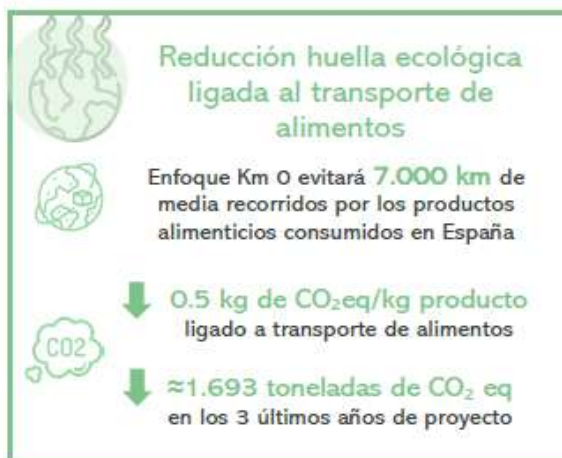 Reducción huella ecológica
ligada al transporte de
alimentos
Enfoque Km 0 evitará 7.000 km de
media recorridos por los productos
alimenticios consumidos en España
0.5 kg de CO₂eq/kg producto
ligado a transporte de alimentos
CO2
≈1.693 toneladas de CO₂ eq
en los 3 últimos años de proyecto